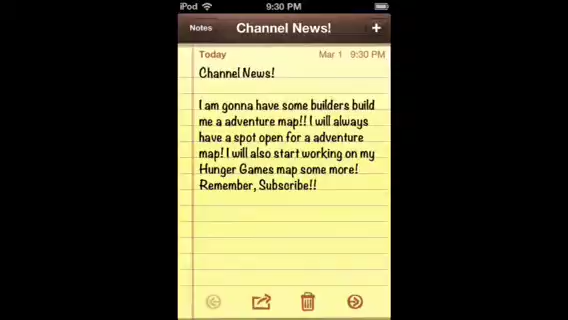 iPod 9:30 PM
Notes Channel News! +
Today Mar 1 9:30 PM
Channel News!
I am gonna have some builders build
me a adventure map!! I will always
have a spot open for a adventure
map! I will also start working on my
Hunger Games map some more!
Remember, Subscribe!!